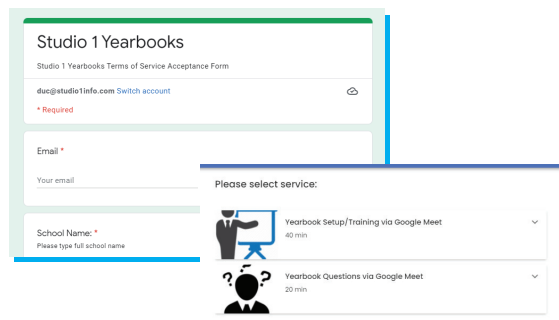 Studio 1 Yearbooks
Studio 1 Yearbooks Terms of Service Acceptance Form
duc@studio1info.com Switch account
* Required
Email *
Your email
School Name: *
Please type full school name
Please select service:
Yearbook Setup/Training via Google Meet
40 min
Yearbook Questions via Google Meet
20 min